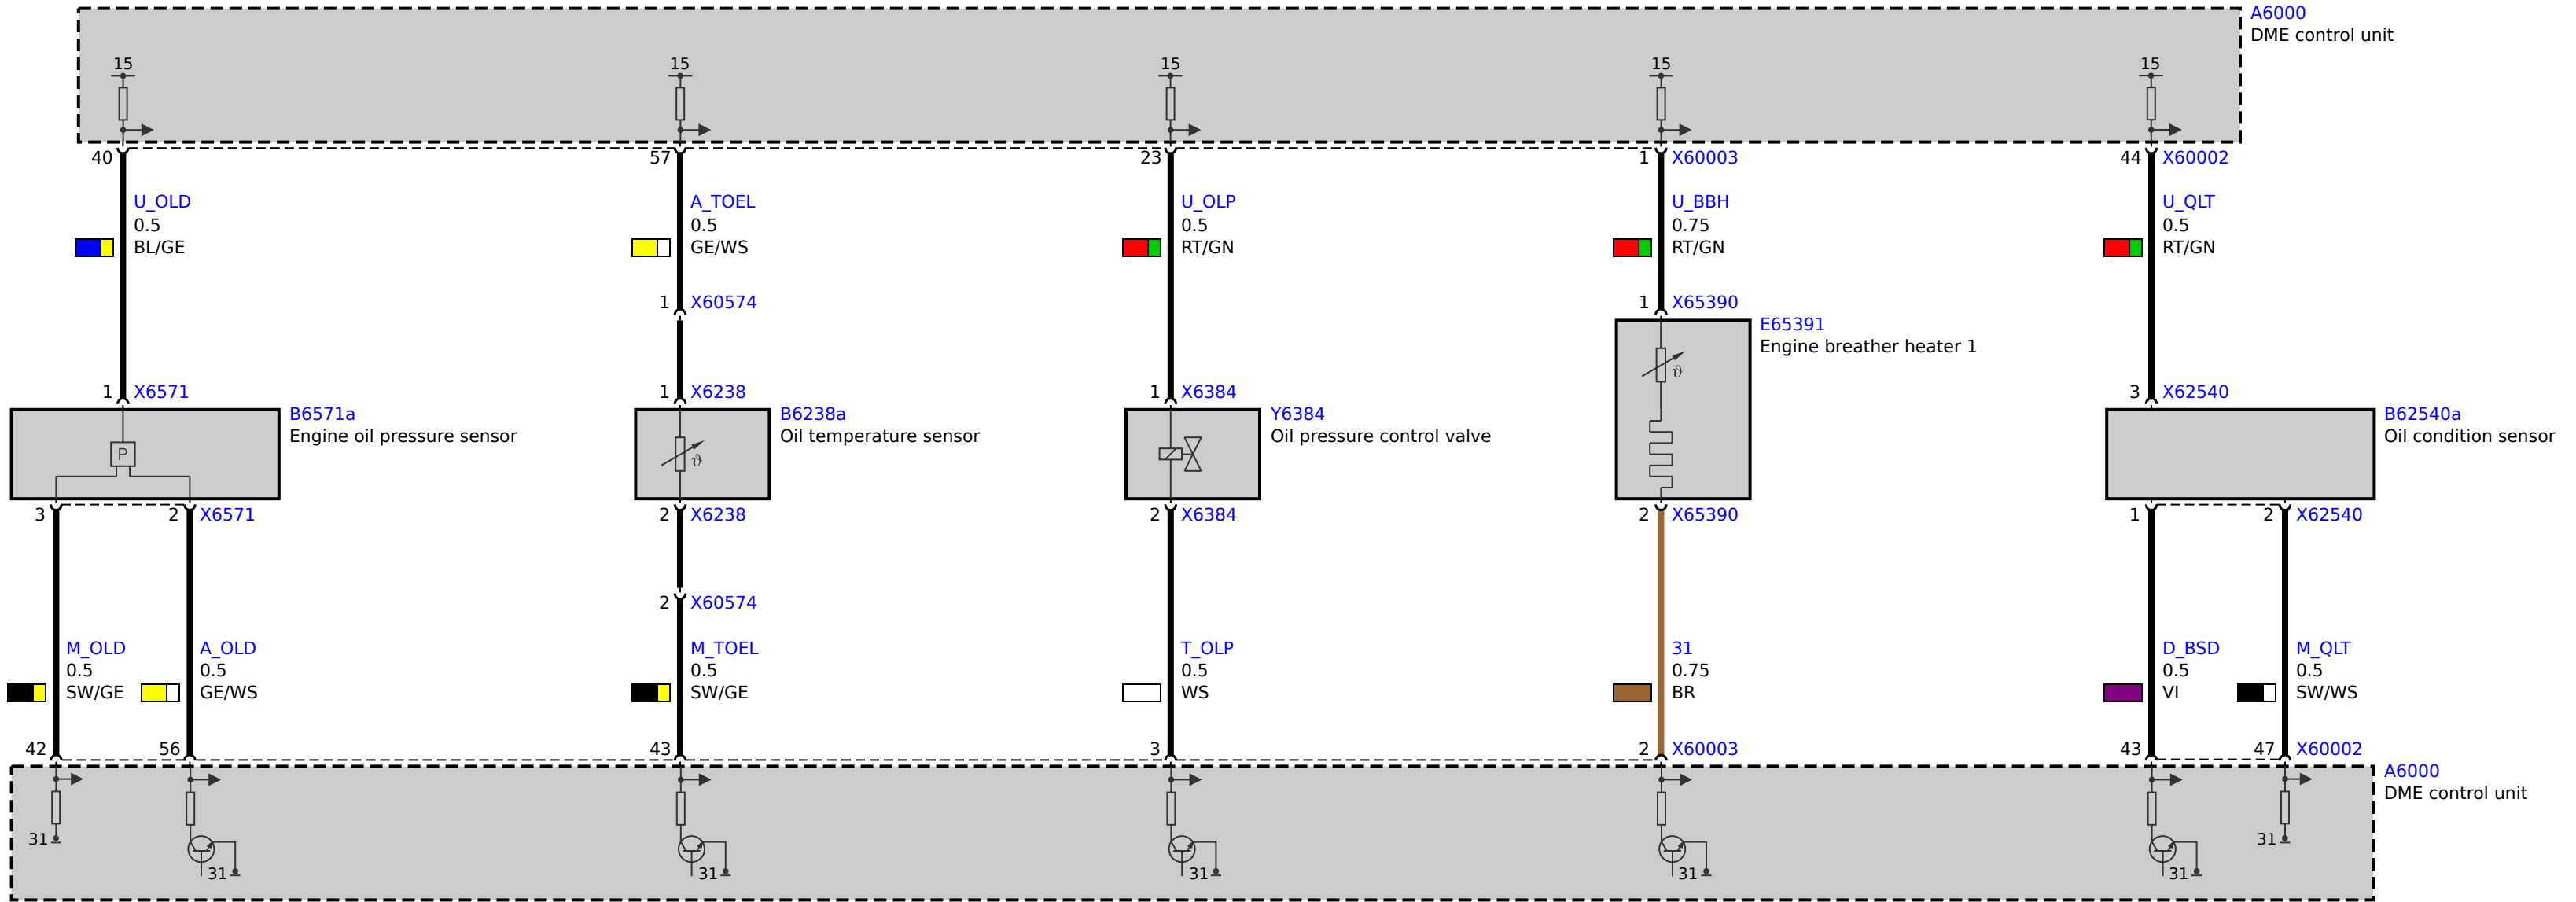 A6000
DME control unit
15 15 15 15 15
40 57 23 1 X60003 44 X60002
U_OLD A_TOEL U_OLP U_BBH U_QLT
0.5 0.5 0.5 0.75 0.5
BL/GE GE/WS RT/GN RT/GN RT/GN
1 X60574 1 X65390
E65391
Engine breather heater 1
ϑ
1 X6571 1 X6238 1 X6384 3 X62540
B6571a B6238a Y6384 B62540a
Engine oil pressure sensor Oil temperature sensor Oil pressure control valve Oil condition sensor
P ϑ
3 2 X6571 2 X6238 2 X6384 2 X65390 1 2 X62540
2 X60574
M_OLD A_OLD M_TOEL T_OLP 31 D_BSD M_QLT
0.5 0.5 0.5 0.5 0.75 0.5 0.5
SW/GE GE/WS SW/GE WS BR VI SW/WS
42 56 43 3 2 X60003 43 47 X60002
A6000
DME control unit
31 31
31 31 31 31 31